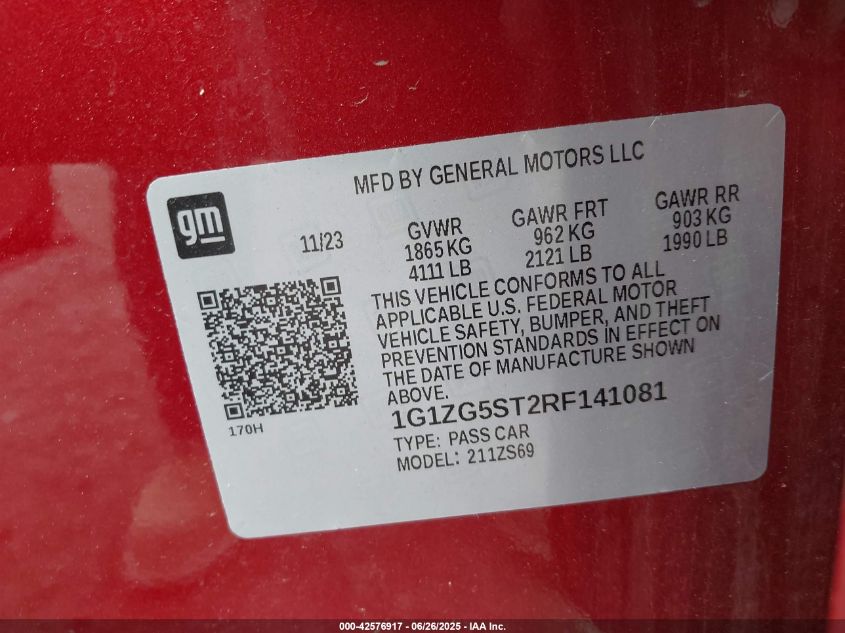 MFD BY GENERAL MOTORS LLC
gm
11/23
GVWR
1865 KG
4111 LB
GAWR FRT
962 KG
2121 LB
GAWR RR
903 KG
1990 LB
THIS VEHICLE CONFORMS TO ALL
APPLICABLE U.S. FEDERAL MOTOR
VEHICLE SAFETY, BUMPER, AND THEFT
PREVENTION STANDARDS IN EFFECT ON
THE DATE OF MANUFACTURE SHOWN
ABOVE.
170H
1G1ZG5ST2RF141081
TYPE: PASS CAR
MODEL: 211ZS69
000-42576917 - 06/26/2025 - IAA Inc.